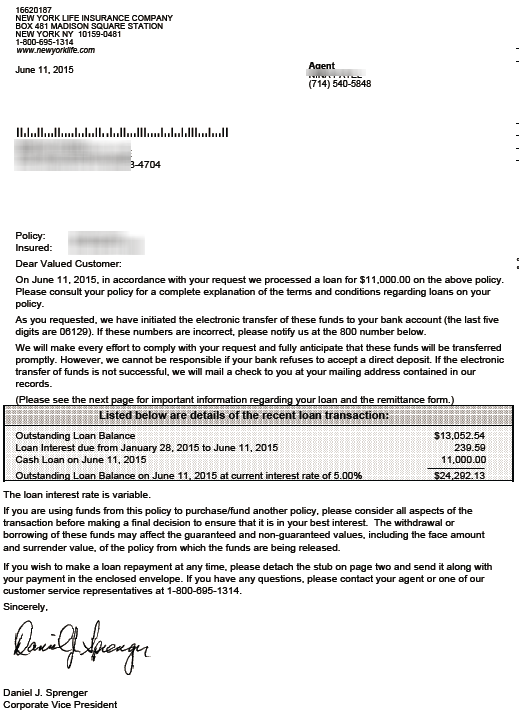 16620187
NEW YORK LIFE INSURANCE COMPANY
BOX 481 MADISON SQUARE STATION
NEW YORK NY 10159-0481
1-800-695-1314
www.newyorklife.com
June 11, 2015
Agent
(714) 540-5848
3-4704
Policy:
Insured:
Dear Valued Customer:
On June 11, 2015, in accordance with your request we processed a loan for $11,000.00 on the above policy.
Please consult your policy for a complete explanation of the terms and conditions regarding loans on your
policy.
As you requested, we have initiated the electronic transfer of these funds to your bank account (the last five
digits are 06129). If these numbers are incorrect, please notify us at the 800 number below.
We will make every effort to comply with your request and fully anticipate that these funds will be transferred
promptly. However, we cannot be responsible if your bank refuses to accept a direct deposit. If the electronic
transfer of funds is not successful, we will mail a check to you at your mailing address contained in our
records.
(Please see the next page for important information regarding your loan and the remittance form.)
Listed below are details of the recent loan transaction:
Outstanding Loan Balance $13,052.54
Loan Interest due from January 28, 2015 to June 11, 2015 239.59
Cash Loan on June 11, 2015 11,000.00
Outstanding Loan Balance on June 11, 2015 at current interest rate of 5.00% $24,292.13
The loan interest rate is variable.
If you are using funds from this policy to purchase/fund another policy, please consider all aspects of the
transaction before making a final decision to ensure that it is in your best interest. The withdrawal or
borrowing of these funds may affect the guaranteed and non-guaranteed values, including the face amount
and surrender value, of the policy from which the funds are being released.
If you wish to make a loan repayment at any time, please detach the stub on page two and send it along with
your payment in the enclosed envelope. If you have any questions, please contact your agent or one of our
customer service representatives at 1-800-695-1314.
Sincerely,
Daniel J. Sprenger
Daniel J. Sprenger
Corporate Vice President